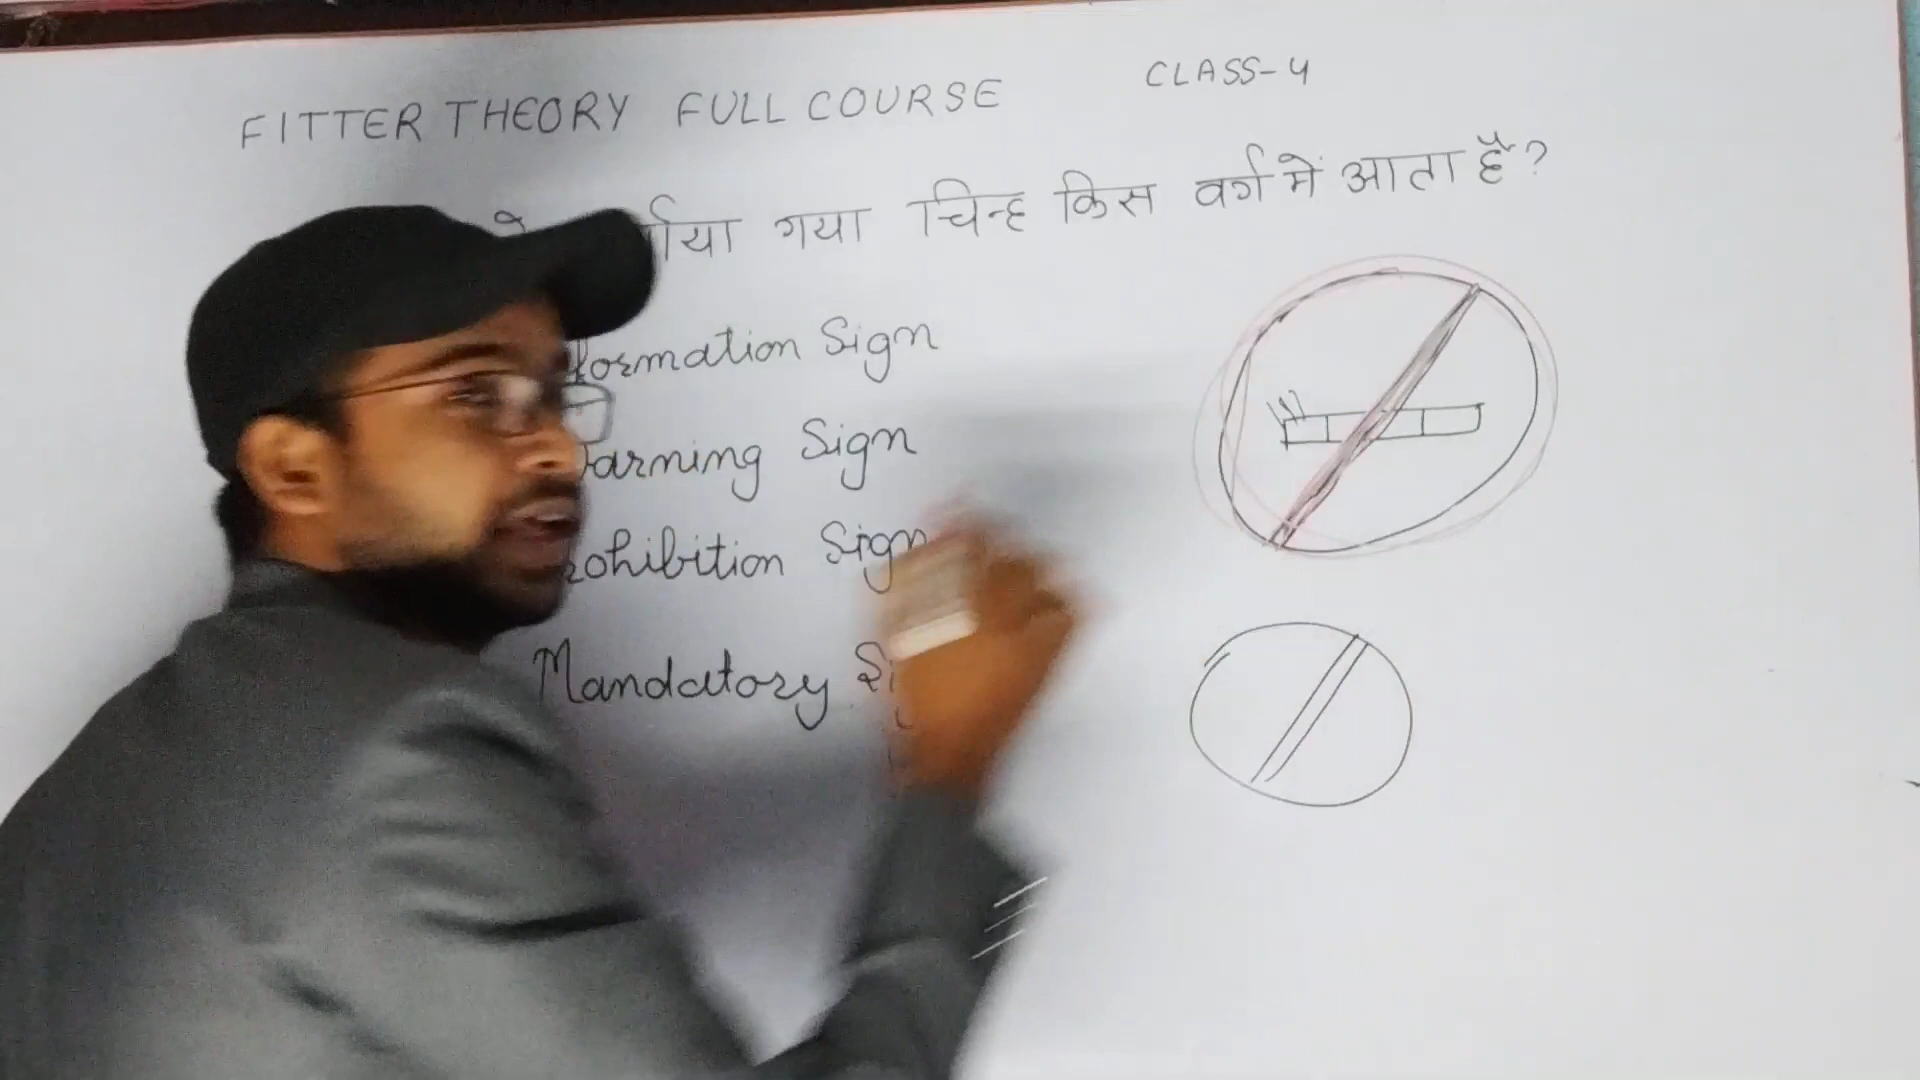 FITTER THEORY FULL COURSE CLASS-4
गया चिन्ह किस वर्ग में आता है?
formation Sign
arning Sign
ohibition Sign
Mandatory